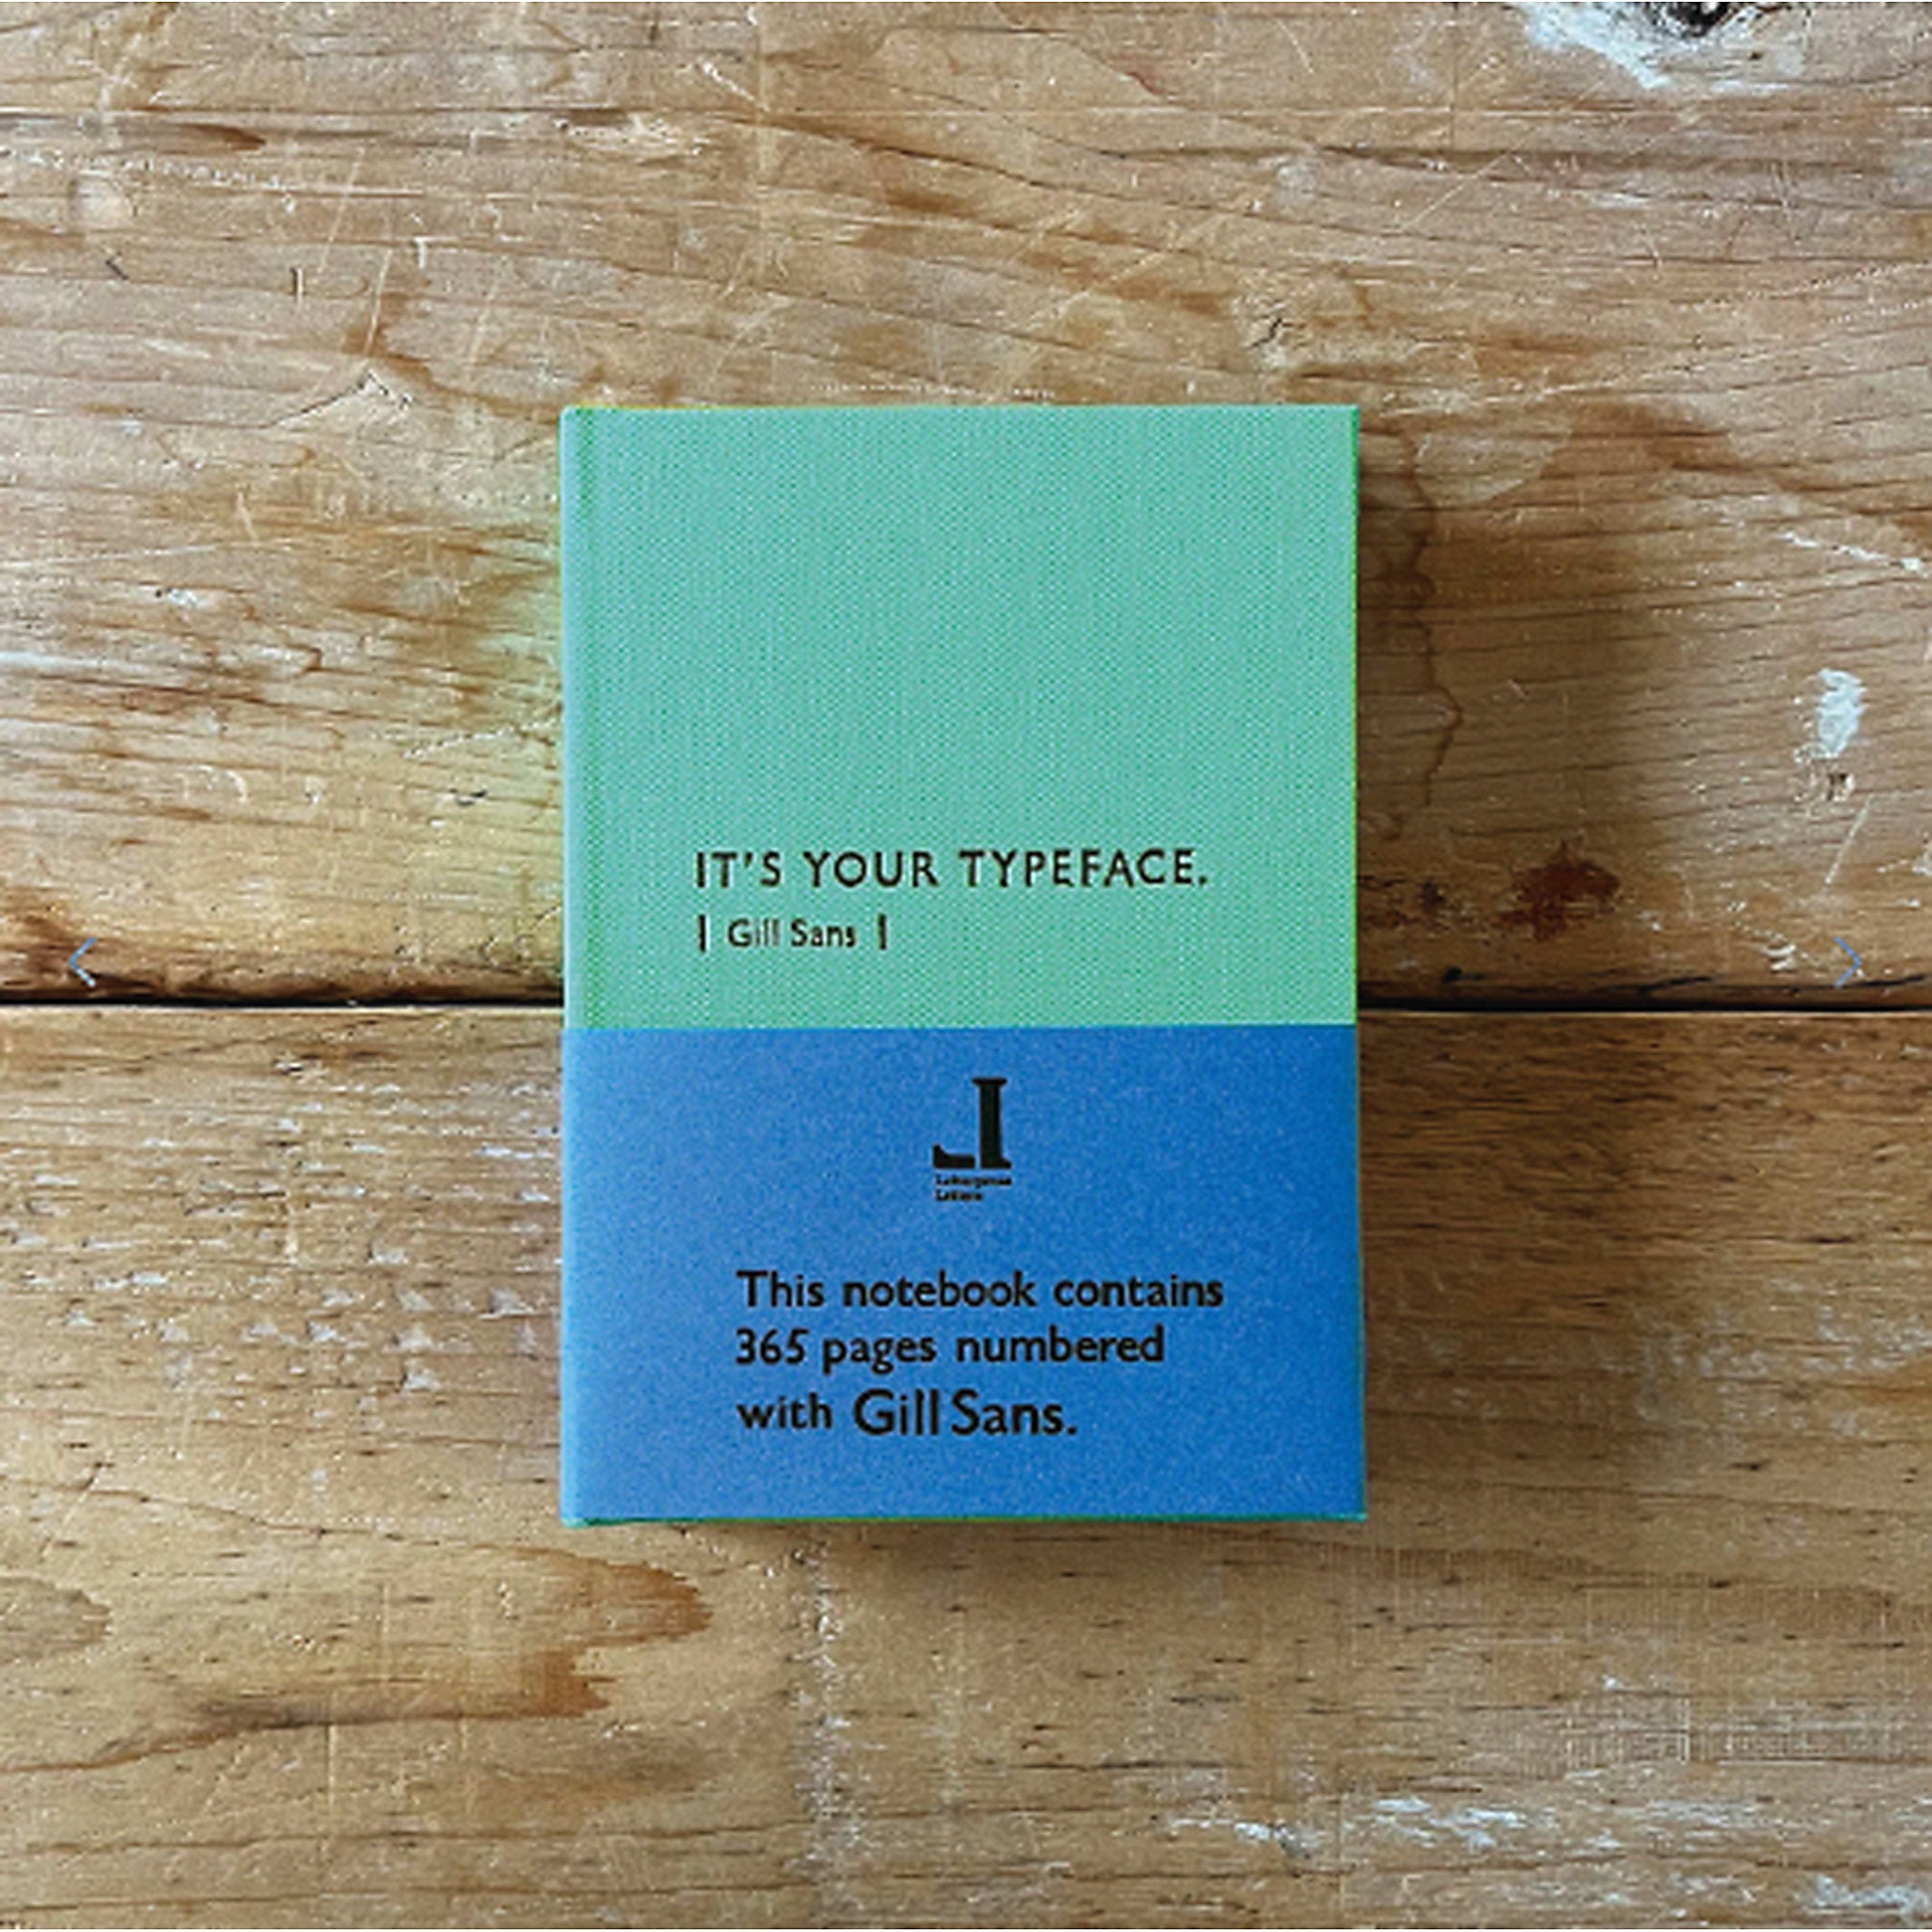 IT'S YOUR TYPEFACE.
| Gill Sans |
This notebook contains
365 pages numbered
with Gill Sans.